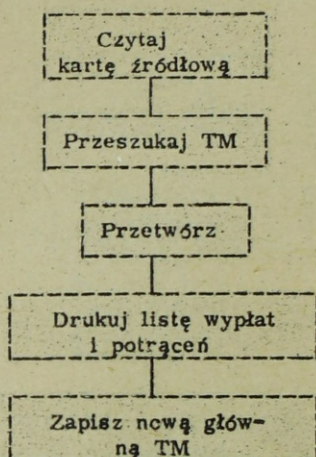 Czytaj
kartę źródłową
Przeszukaj TM
Przetwórz
Drukuj listę wypłat
i potrąceń
Zapisz nową głów-
ną TM